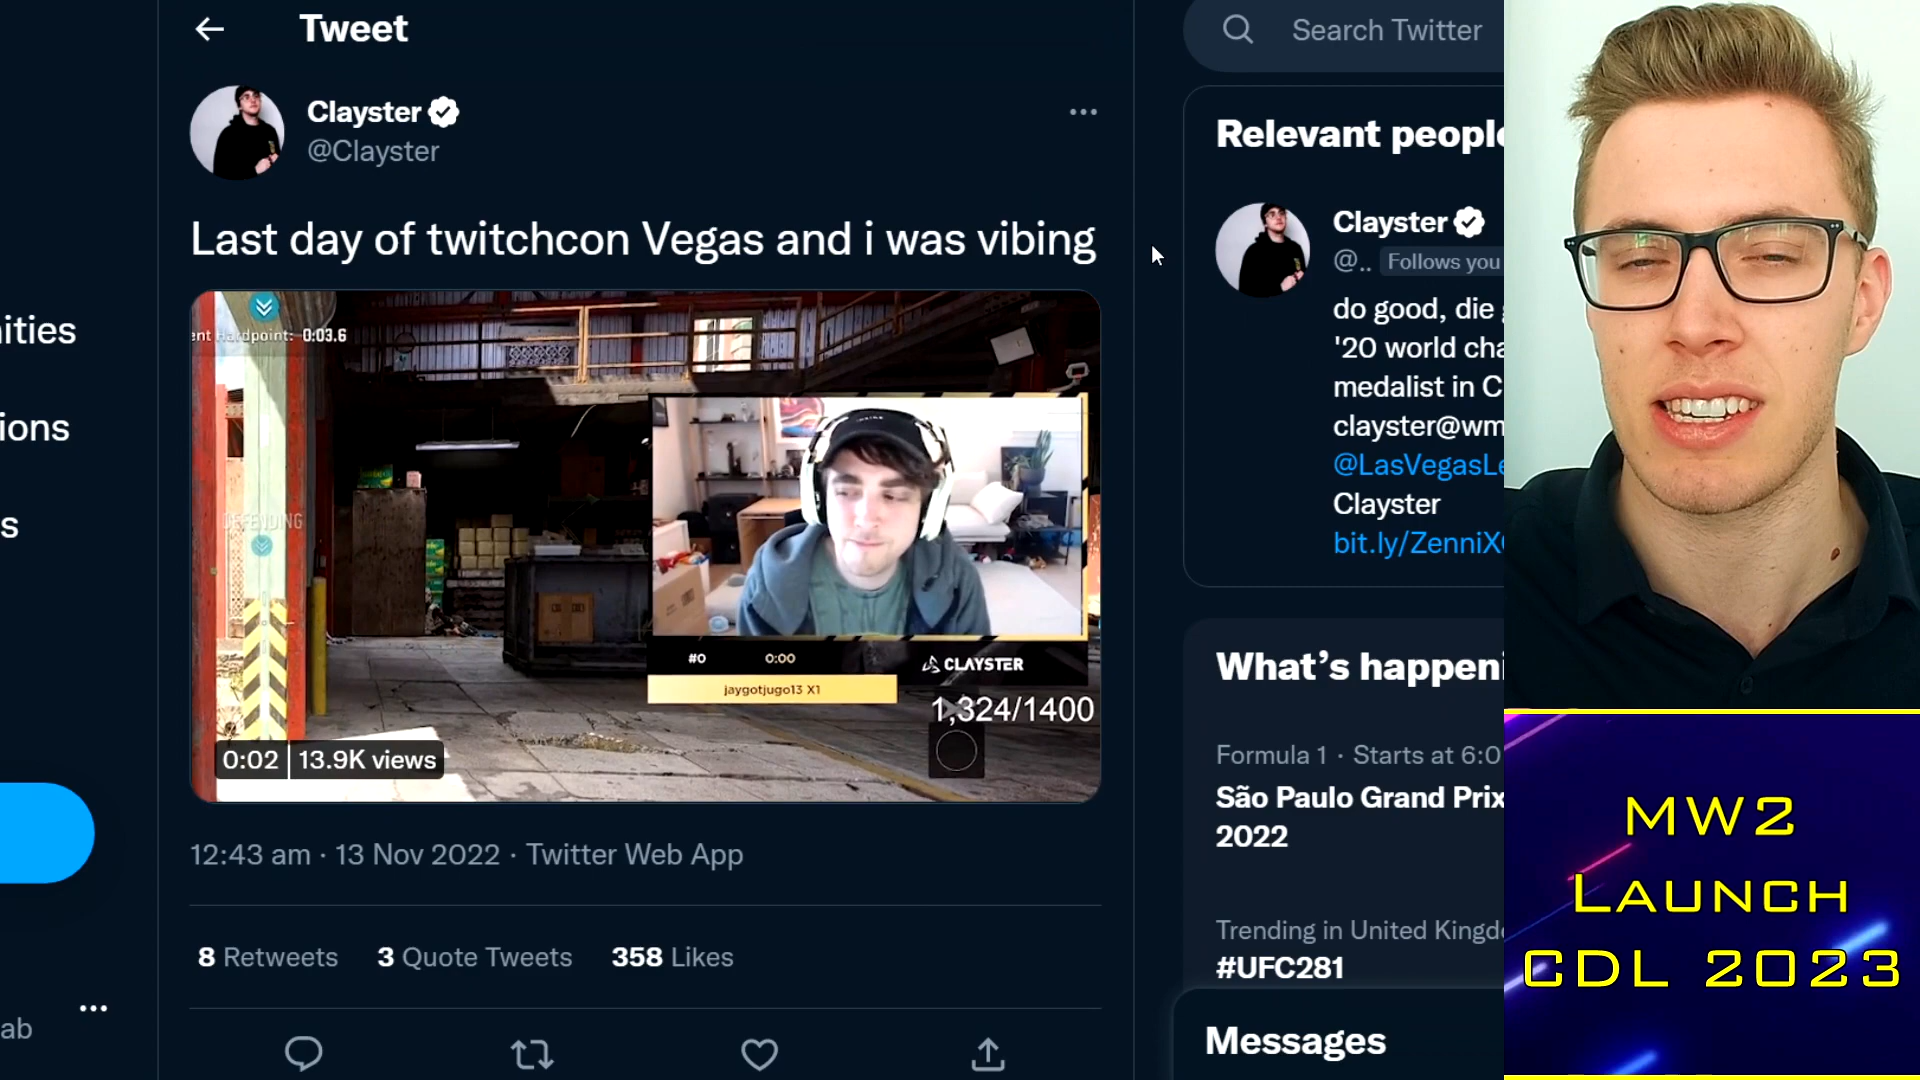 Tweet
Search Twitter
Clayster
@Clayster
Last day of twitchcon Vegas and i was vibing
Hardpoint: 0:03.6
DEFENDING
#0 0:00
CLAYSTER
jaygotjugo13 X1
1,324/1400
0:02 | 13.9K views
12:43 am · 13 Nov 2022 · Twitter Web App
8 Retweets 3 Quote Tweets 358 Likes
Relevant people
Clayster
@.. Follows you
do good, die
'20 world cha
medalist in C
clayster@wm
@LasVegasLe
Clayster
bit.ly/ZenniX
What's happeni
Formula 1 · Starts at 6:0
São Paulo Grand Prix
2022
Trending in United Kingd
#UFC281
Messages
ities
ions
s
ab
MW2
LAUNCH
CDL 2023